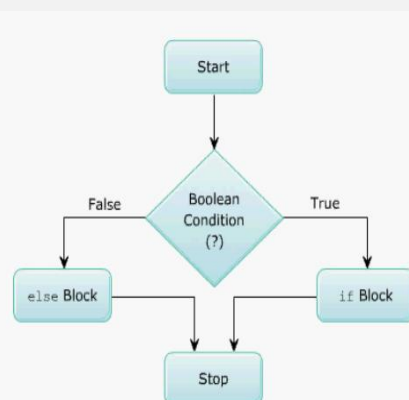 Start
False
Boolean
Condition
(?)
True
else Block
if Block
Stop